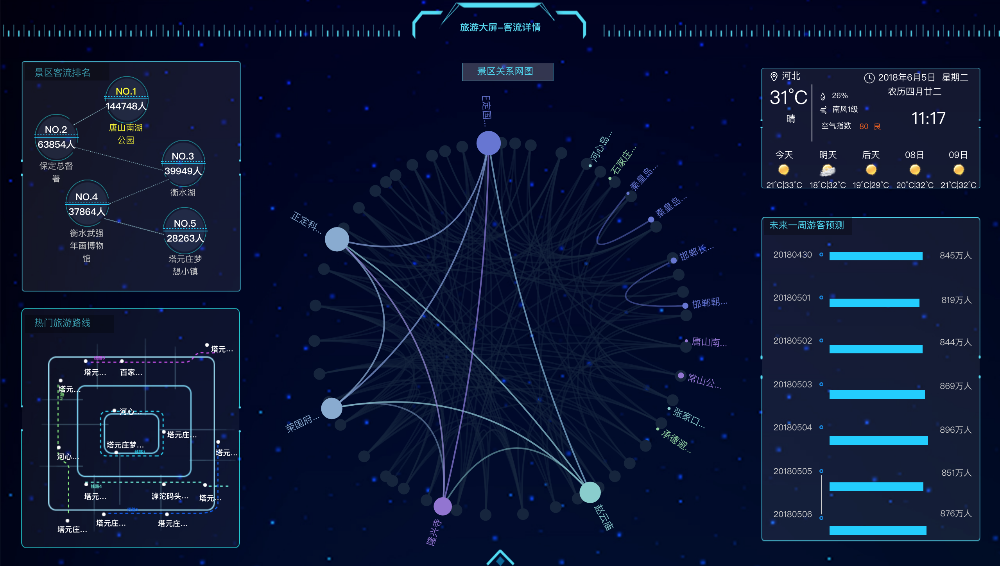 旅游大屏–客流详情
景区客流排名
NO.1
144748人
唐山南湖
公园
NO.2
63854人
保定总督
署
NO.3
39949人
衡水湖
NO.4
37864人
衡水武强
年画博物
馆
NO.5
28263人
塔元庄梦
想小镇
热门旅游路线
塔元...
线路3
塔元...
百家...
塔元...
路
2
河心...
塔元庄...
塔元庄梦...
线路1
塔元...
河心...
线路4
塔元...
滹沱码头...
塔元...
线路5
塔元庄...
塔元庄...
塔元庄...
景区关系网图
定国...
河心岛...
石家庄...
秦皇岛...
秦皇岛...
邯郸长...
邯郸朝...
唐山南...
常山公...
张家口...
承德避...
赵云庙
隆兴寺
荣国府...
正定科...
河北
2018年6月5日 星期二
31°C
农历四月廿二
26%
南风1级
晴
11:17
空气指数 80 良
今天 明天 后天 08日 09日
21°C|33°C 18°C|32°C 19°C|29°C 20°C|32°C 21°C|32°C
未来一周游客预测
20180430 845万人
20180501 819万人
20180502 844万人
20180503 869万人
20180504 896万人
20180505 851万人
20180506 876万人